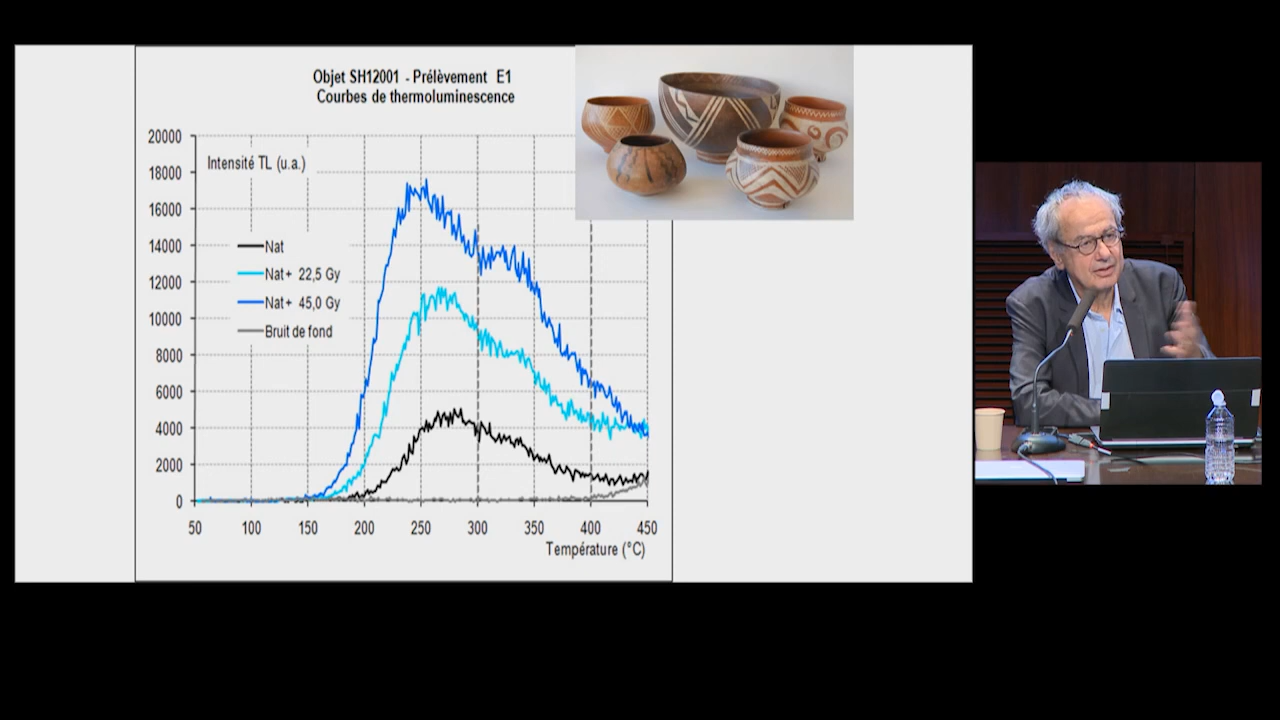 Objet SH12001 - Prélèvement E1
Courbes de thermoluminescence
20000
18000
16000
14000
12000
10000
8000
6000
4000
2000
0
Intensité TL (u.a.)
Nat
Nat + 22,5 Gy
Nat + 45,0 Gy
Bruit de fond
50 100 150 200 250 300 350 400 450
Température (°C)